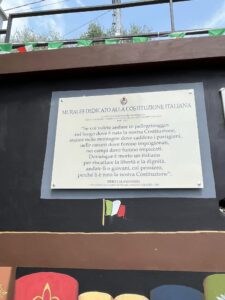 MURALES DEDICATO ALLA COSTITUZIONE ITALIANA
"Se voi volete andare in pellegrinaggio
nel luogo dove è nata la nostra Costituzione,
andate nelle montagne dove caddero i partigiani,
nelle carceri dove furono imprigionati,
nei campi dove furono impiccati.
Dovunque è morto un italiano
per riscattare la libertà e la dignità,
andate lì o giovani, col pensiero,
perché lì è nata la nostra Costituzione".
PIERO CALAMANDREI